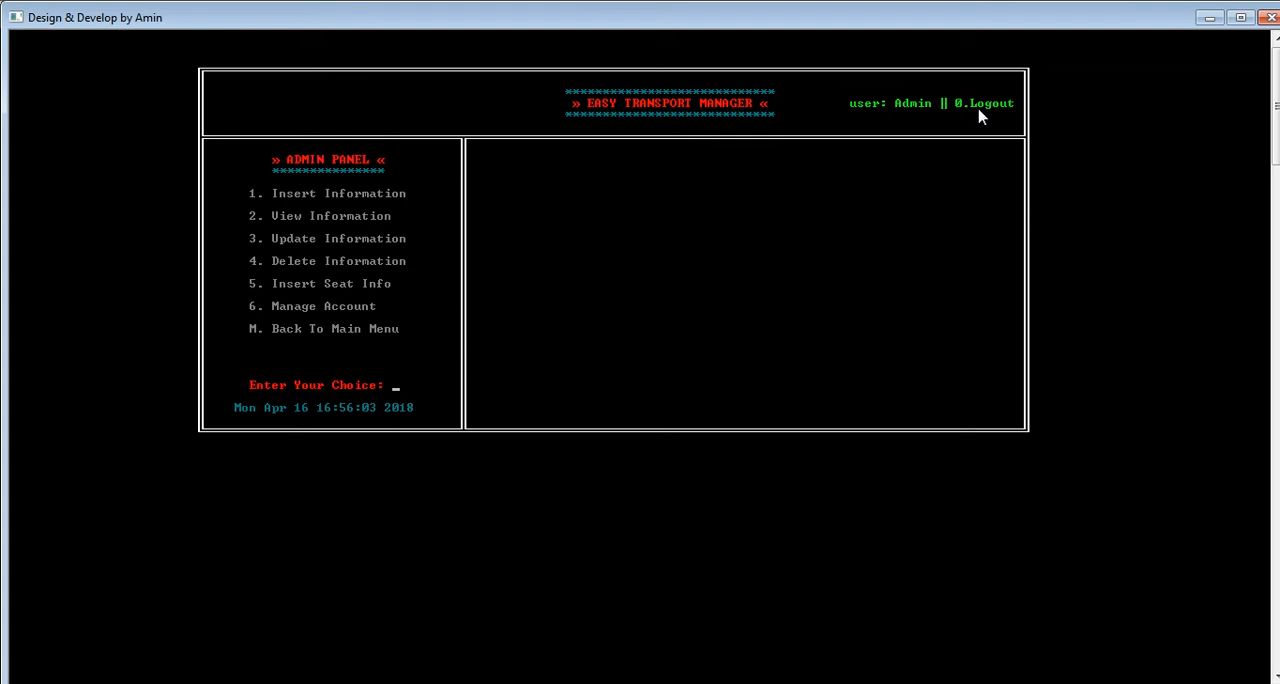 Design & Develop by Amin
****************************
» EASY TRANSPORT MANAGER «
****************************
user: Admin || 0.Logout
» ADMIN PANEL «
***************
1. Insert Information
2. View Information
3. Update Information
4. Delete Information
5. Insert Seat Info
6. Manage Account
M. Back To Main Menu
Enter Your Choice: _
Mon Apr 16 16:56:03 2018